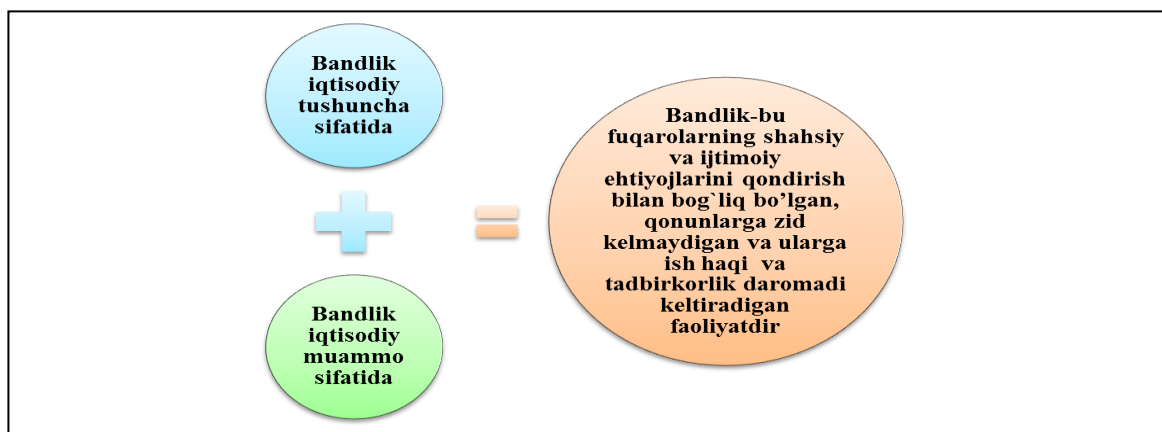 Bandlik
iqtisodiy
tushuncha
sifatida
Bandlik
iqtisodiy
muammo
sifatida
Bandlik-bu
fuqarolarning shahsiy
va ijtimoiy
ehtiyojlarini qondirish
bilan bog`liq bo’lgan,
qonunlarga zid
kelmaydigan va ularga
ish haqi va
tadbirkorlik daromadi
keltiradigan
faoliyatdir